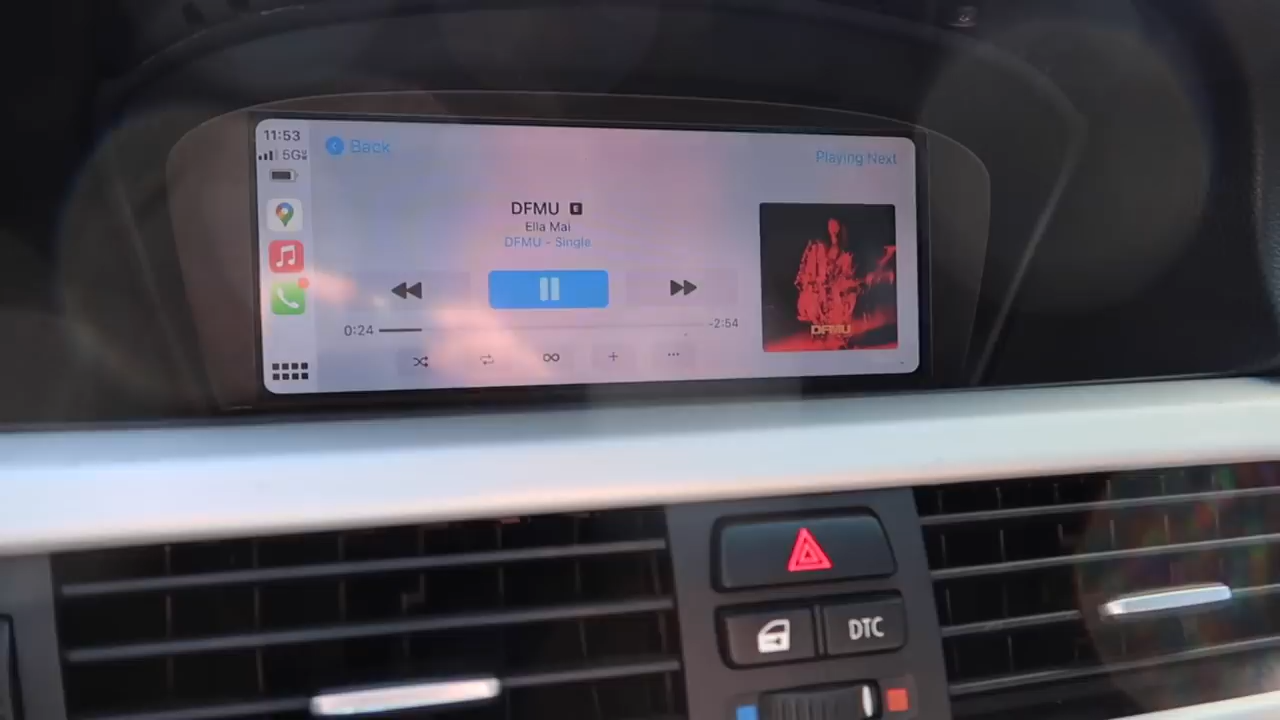 11:53
5G
Back
Playing Next
DFMU E
Ella Mai
DFMU - Single
0:24
-2:54
DFMU
DTC